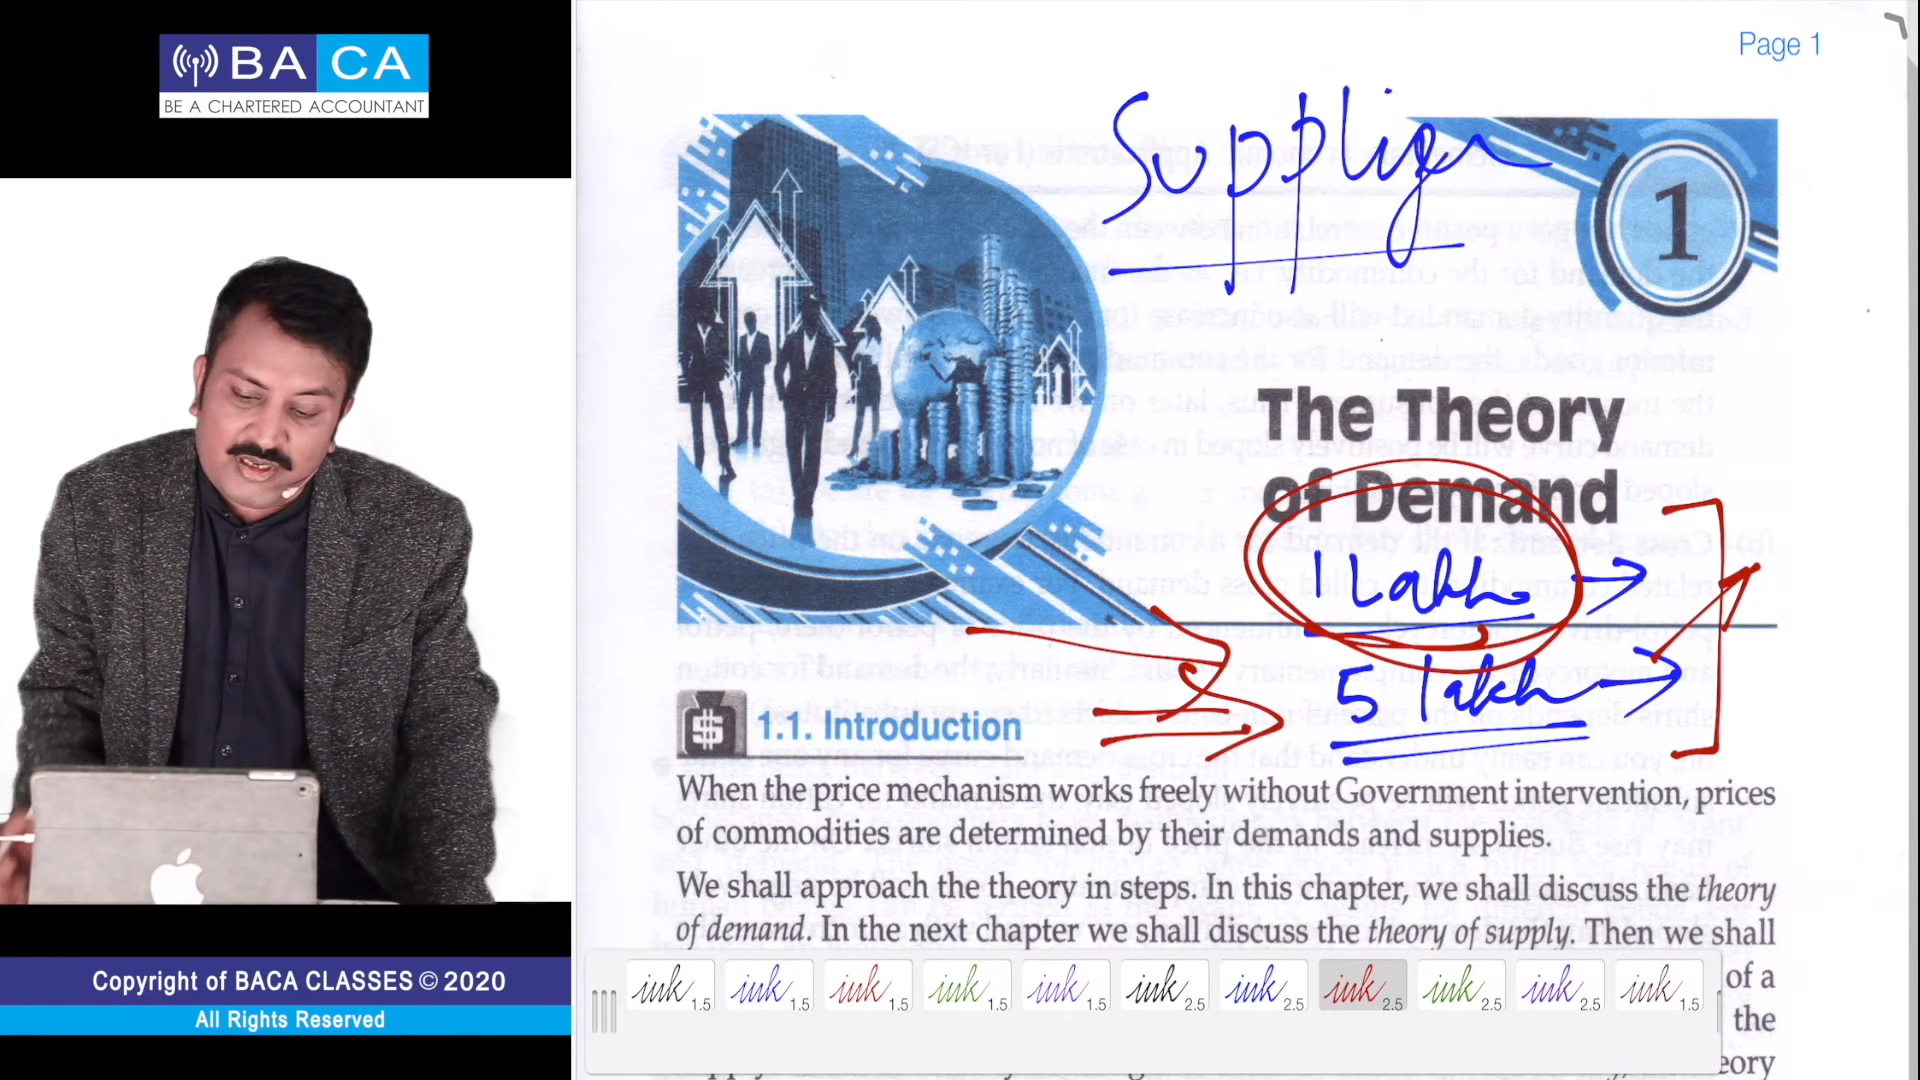 BA CA
BE A CHARTERED ACCOUNTANT
Page 1
1
The Theory
of Demand
1 Lakh
5 lakh
1.1. Introduction
When the price mechanism works freely without Government intervention, prices
of commodities are determined by their demands and supplies.
We shall approach the theory in steps. In this chapter, we shall discuss the theory
of demand. In the next chapter we shall discuss the theory of supply. Then we shall
of a
the
eory
ink 1.5 ink 1.5 ink 1.5 ink 1.5 ink 1.5 ink 2.5 ink 2.5 ink 2.5 ink 2.5 ink 2.5 ink 1.5
Copyright of BACA CLASSES © 2020
All Rights Reserved